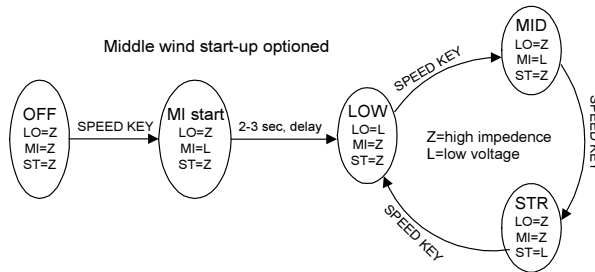 Middle wind start-up optioned
OFF
LO=Z
MI=Z
ST=Z
SPEED KEY
MI start
LO=Z
MI=L
ST=Z
2-3 sec, delay
LOW
LO=L
MI=Z
ST=Z
SPEED KEY
MID
LO=Z
MI=L
ST=Z
SPEED KEY
Z=high impedence
L=low voltage
STR
LO=Z
MI=Z
ST=L
SPEED KEY